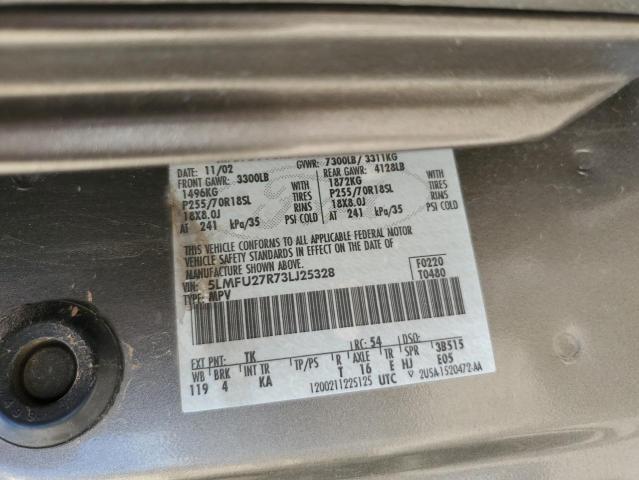 DATE: 11/02 GVWR: 7300LB/ 3311KG
FRONT GAWR: 3300LB REAR GAWR: 4128LB
1496KG WITH 1872KG WITH
P255/70R18SL TIRES P255/70R18SL TIRES
18X8.0J RIMS 18X8.0J RIMS
AT 241 kPa/35 PSI COLD AT 241 kPa/35 PSI COLD
THIS VEHICLE CONFORMS TO ALL APPLICABLE FEDERAL MOTOR
VEHICLE SAFETY STANDARDS IN EFFECT ON THE DATE OF
MANUFACTURE SHOWN ABOVE.
VIN: 5LMFU27R73LJ25328 F0220
TYPE: MPV T0480
EXT PNT: TK RC: 54 DSO:
WB BRK INT TR TP/PS R AXLE TR SPR 3B515
119 4 KA T 16 E HJ E05
1200211225125 UTC 2U5A-1520472-AA